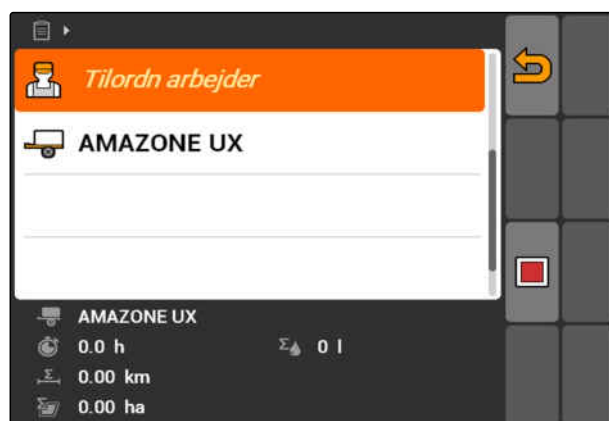 Tilordn arbejder
AMAZONE UX
AMAZONE UX
0.0 h Σ 0 l
Σ 0.00 km
Σ 0.00 ha